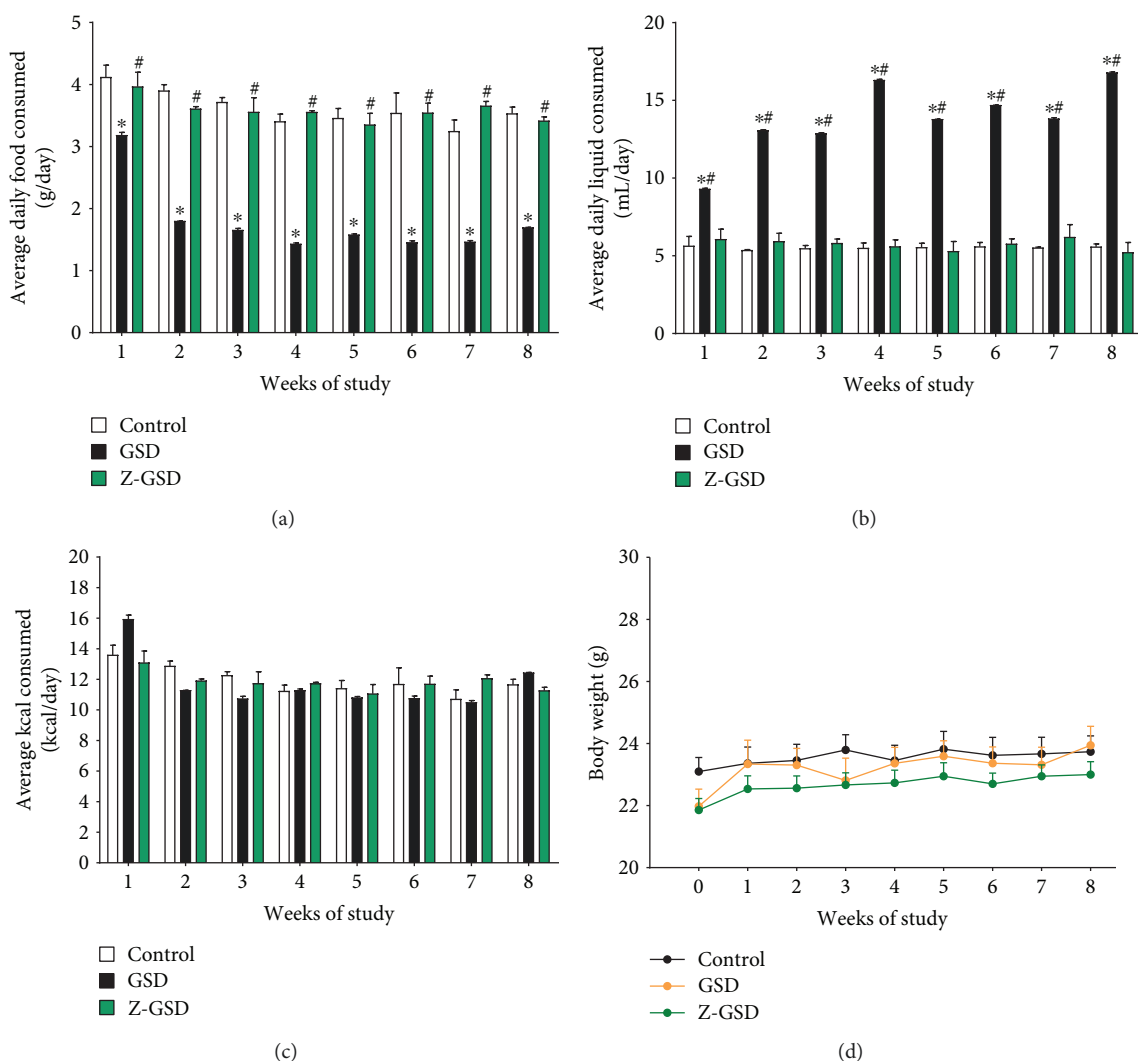 Average daily food consumed
(g/day)
5
4
3
2
1
0
#
*
#
*
#
*
#
*
#
*
#
*
#
*
#
*
1 2 3 4 5 6 7 8
Weeks of study
Control
GSD
Z-GSD
(a)
Average daily liquid consumed
(mL/day)
20
15
10
5
0
*#
*#
*#
*#
*#
*#
*#
*#
1 2 3 4 5 6 7 8
Weeks of study
Control
GSD
Z-GSD
(b)
Average kcal consumed
(kcal/day)
20
18
16
14
12
10
8
6
4
2
0
1 2 3 4 5 6 7 8
Weeks of study
Control
GSD
Z-GSD
(c)
Body weight (g)
30
28
26
24
22
20
0 1 2 3 4 5 6 7 8
Weeks of study
Control
GSD
Z-GSD
(d)